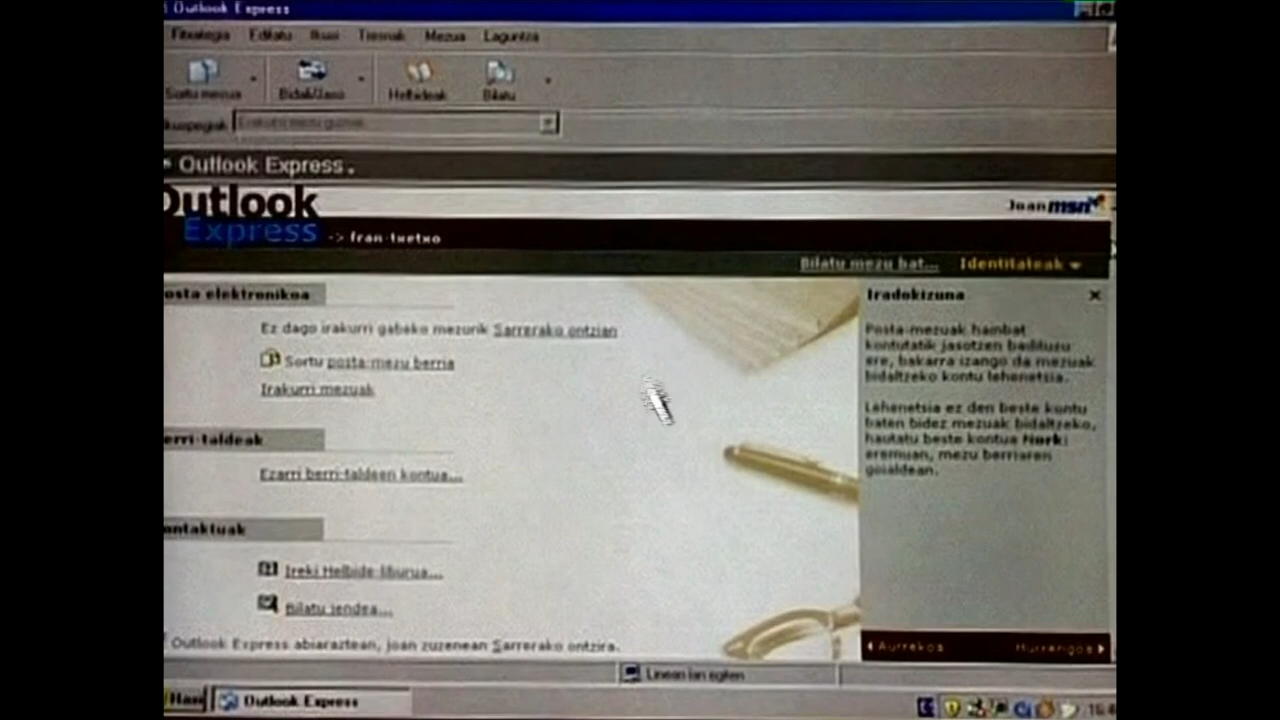 Outlook Express
Fitxategia Editatu Ikusi Tresnak Mezua Laguntza
Sortu mezua Bidali/Jaso Helbideak Bilatu
kuspegiak
Outlook Express.
Outlook
Joan msn
Express -> fran-txetxo
Bilatu mezu bat... Identitateak
osta elektronikoa
Ez dago irakurri gabeko mezurik Sarrerako ontzian
Sortu posta-mezu berria
Irakurri mezuak
erri-taldeak
Ezarri berri-taldeen kontua...
ontaktuak
Ireki Helbide-liburua...
Bilatu jendea...
Outlook Express abiaraztean, joan zuzenean Sarrerako ontzira.
Iradokizuna
Posta-mezuak hainbat
kontutatik jasotzen badituzu
ere, bakarra izango da mezuak
bidaltzeko kontu lehenetsia.
Lehenetsia ez den beste kontu
baten bidez mezuak bidaltzeko,
hautatu beste kontua Nork:
eremuan, mezu berriaren
goialdean.
Aurrekoa Hurrengoa
Linean lan egiten
Outlook Express